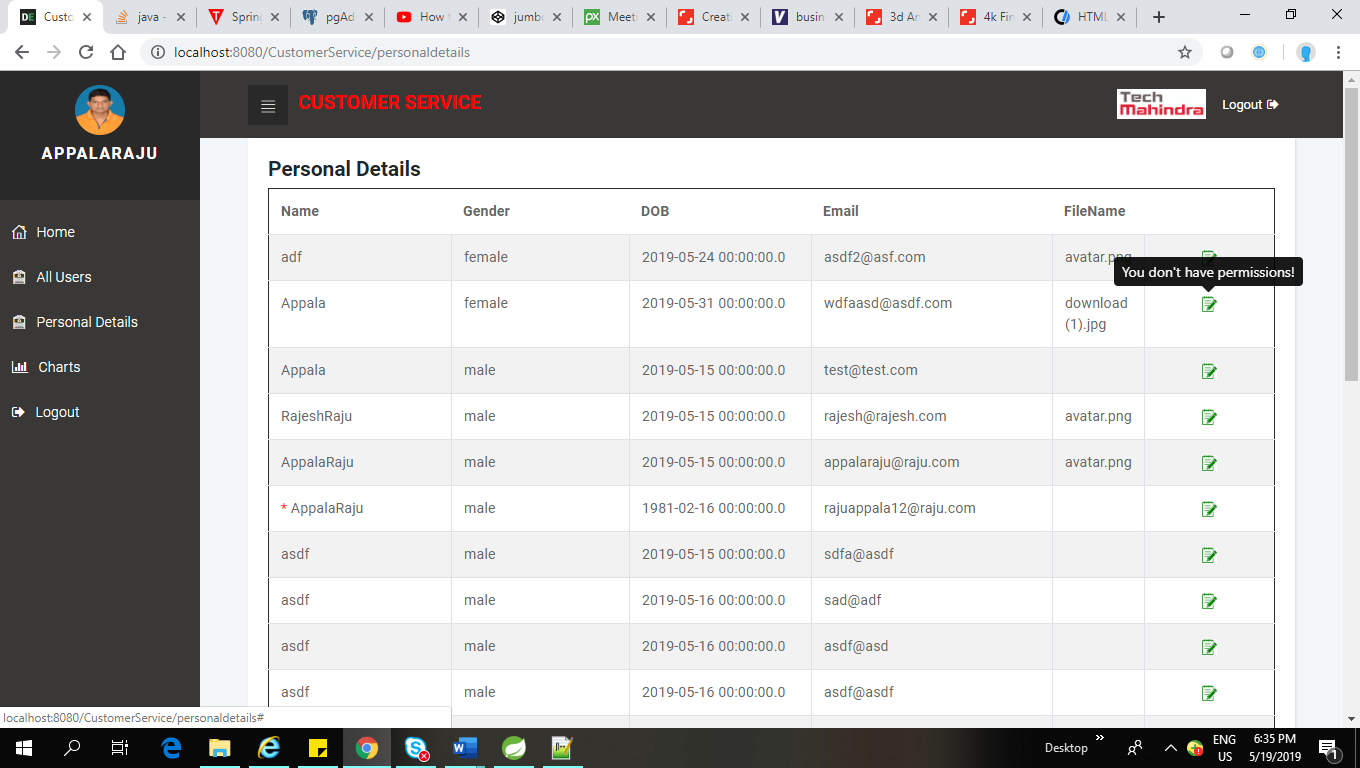 Custo
java -
Spring
pgAd
How t
jumbo
Meeti
Creati
busin
3d An
4k Fin
HTML
localhost:8080/CustomerService/personaldetails
APPALARAJU
CUSTOMER SERVICE
Tech
Mahindra
Logout
Home
All Users
Personal Details
Charts
Logout
Personal Details
Name Gender DOB Email FileName
adf female 2019-05-24 00:00:00.0 asdf2@asf.com avatar.png
You don't have permissions!
Appala female 2019-05-31 00:00:00.0 wdfaasd@asdf.com download
(1).jpg
Appala male 2019-05-15 00:00:00.0 test@test.com
RajeshRaju male 2019-05-15 00:00:00.0 rajesh@rajesh.com avatar.png
AppalaRaju male 2019-05-15 00:00:00.0 appalaraju@raju.com avatar.png
* AppalaRaju male 1981-02-16 00:00:00.0 rajuappala12@raju.com
asdf male 2019-05-15 00:00:00.0 sdfa@asdf
asdf male 2019-05-16 00:00:00.0 sad@adf
asdf male 2019-05-16 00:00:00.0 asdf@asd
asdf male 2019-05-16 00:00:00.0 asdf@asdf
localhost:8080/CustomerService/personaldetails#
Desktop
ENG
US
6:35 PM
5/19/2019
1